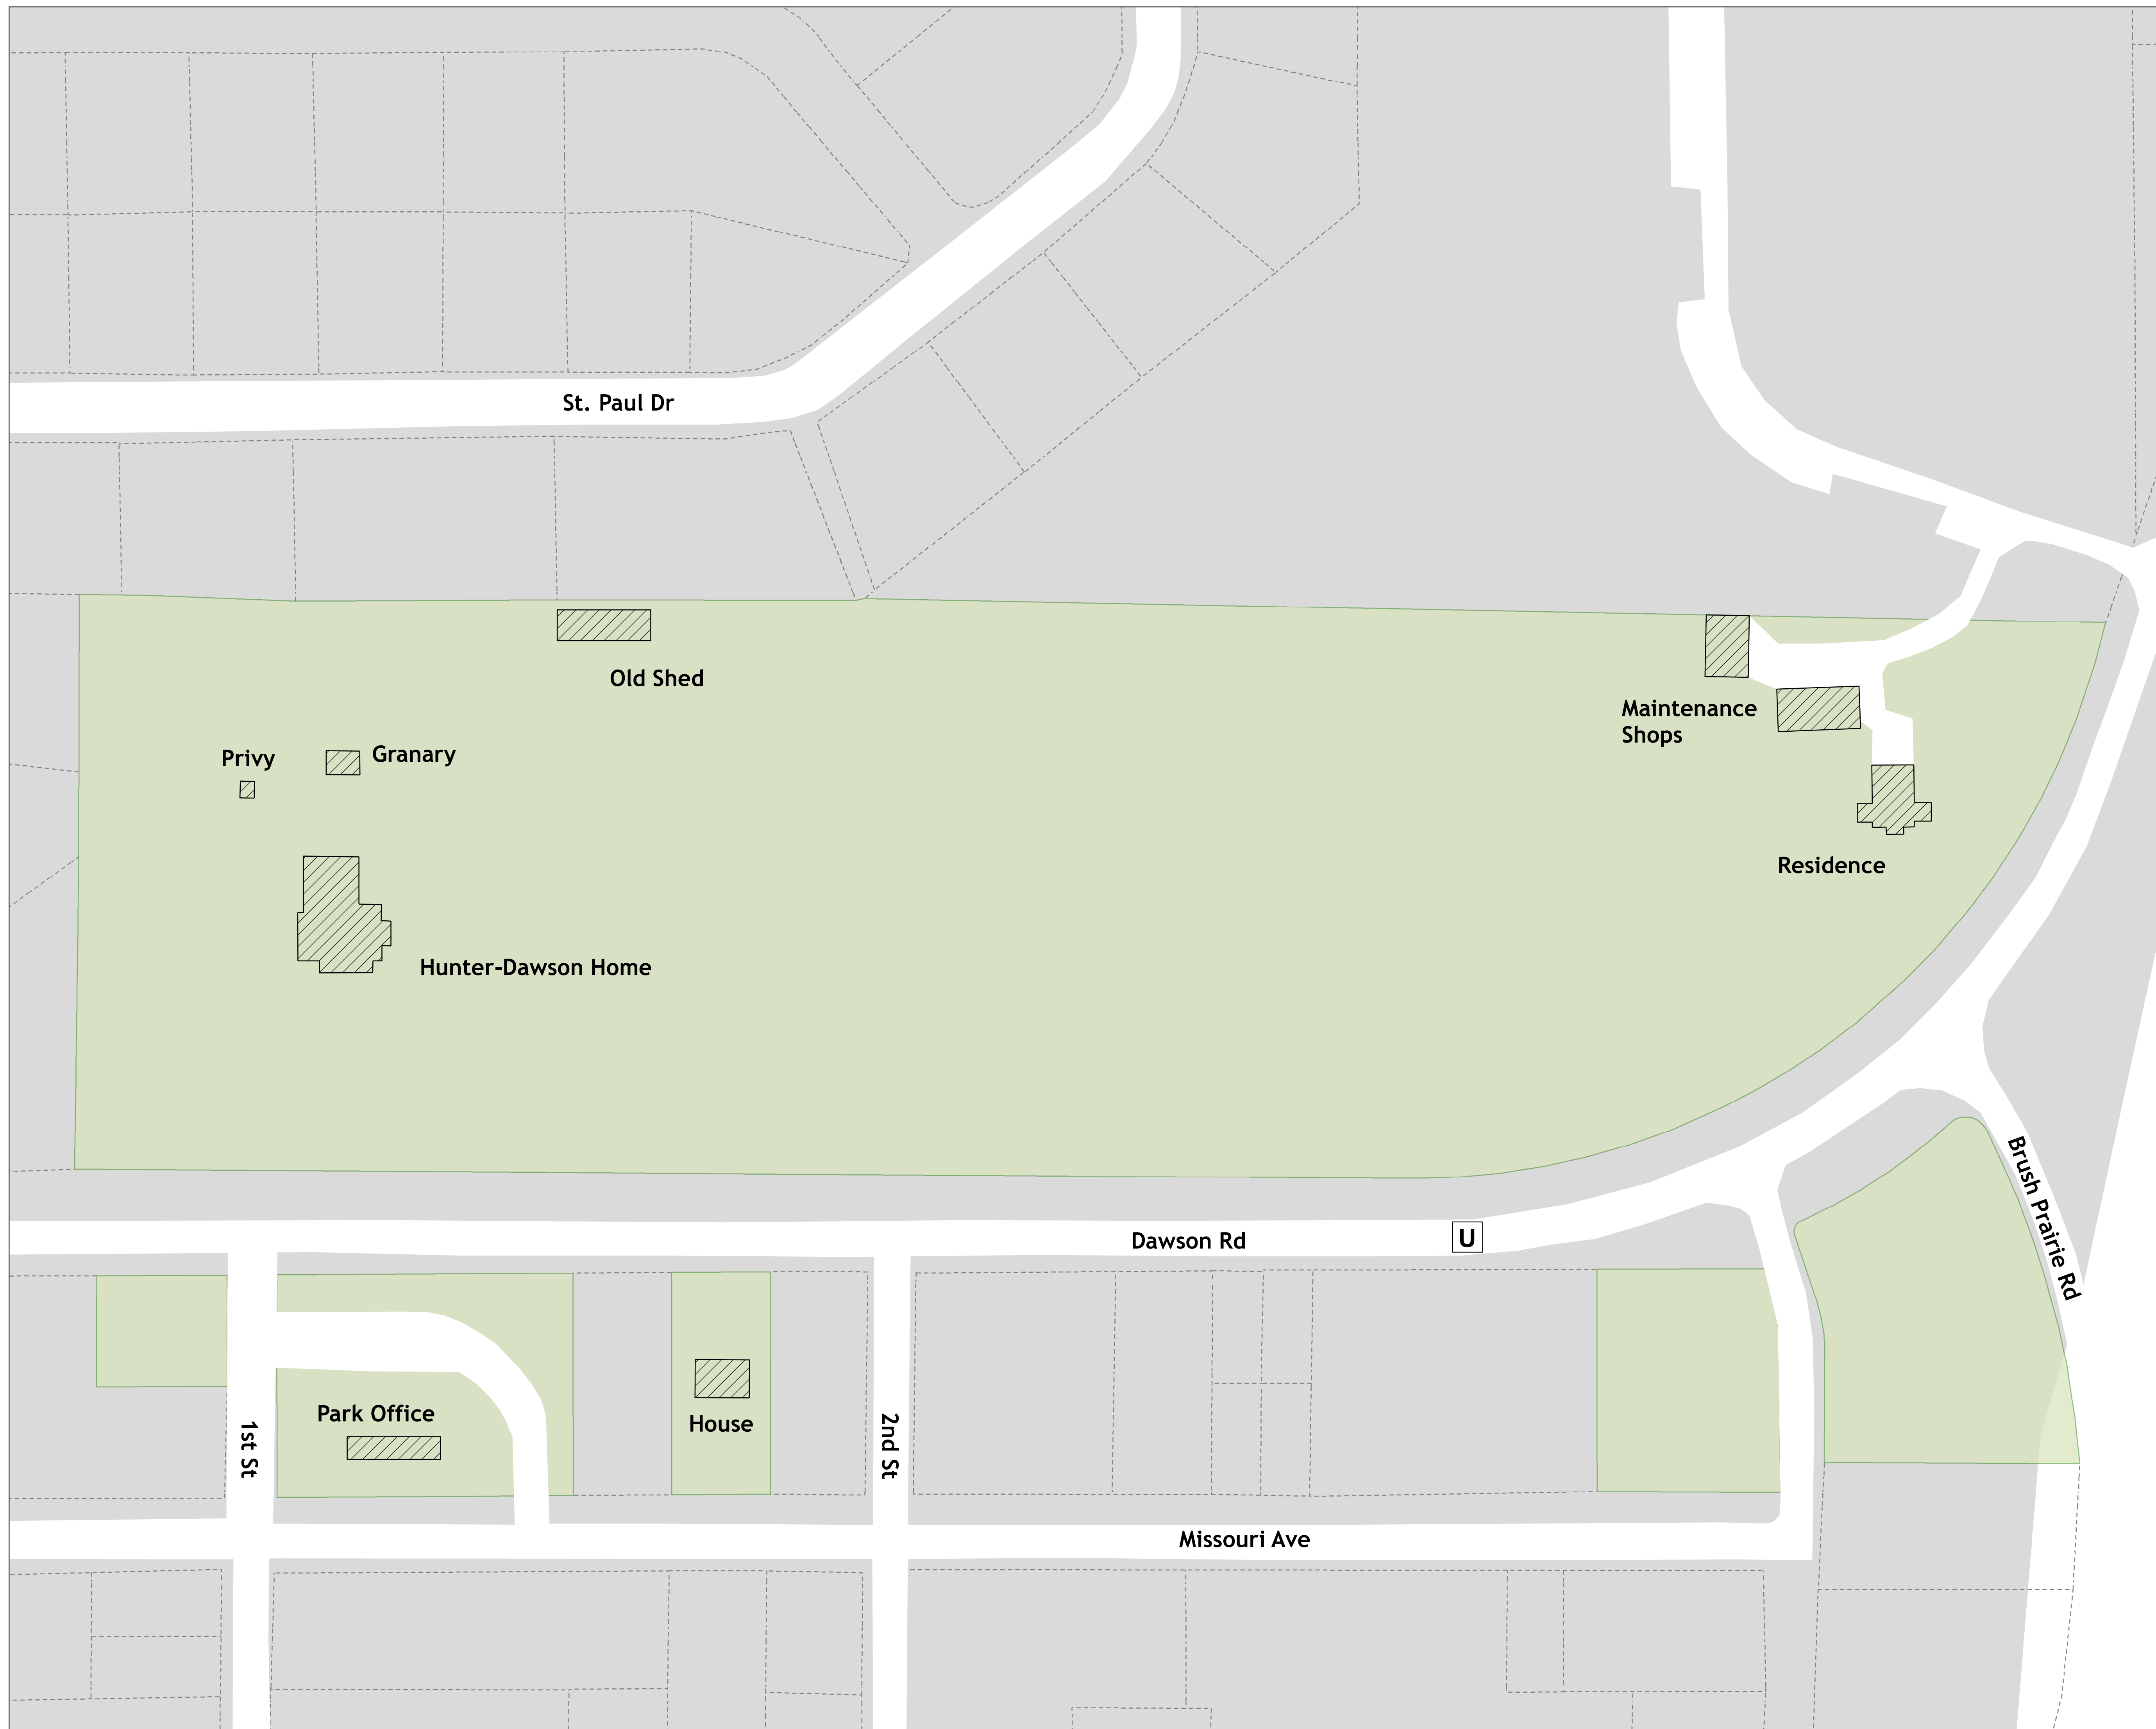 St. Paul Dr
Old Shed
Maintenance
Shops
Privy
Granary
Residence
Hunter-Dawson Home
Brush Prairie Rd
Dawson Rd
U
Park Office
House
1st St
2nd St
Missouri Ave